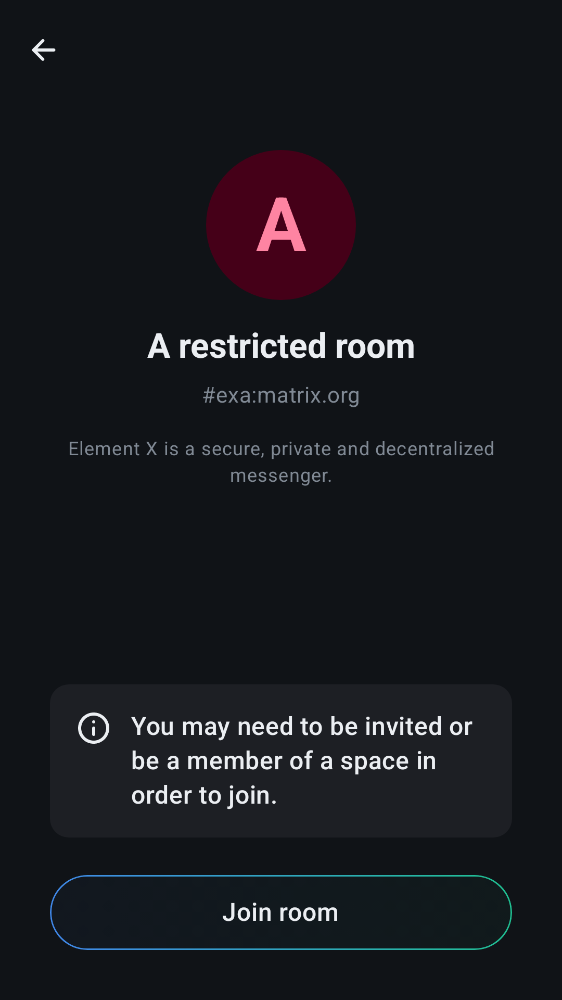 A
A restricted room
#exa:matrix.org
Element X is a secure, private and decentralized
messenger.
You may need to be invited or
be a member of a space in
order to join.
Join room